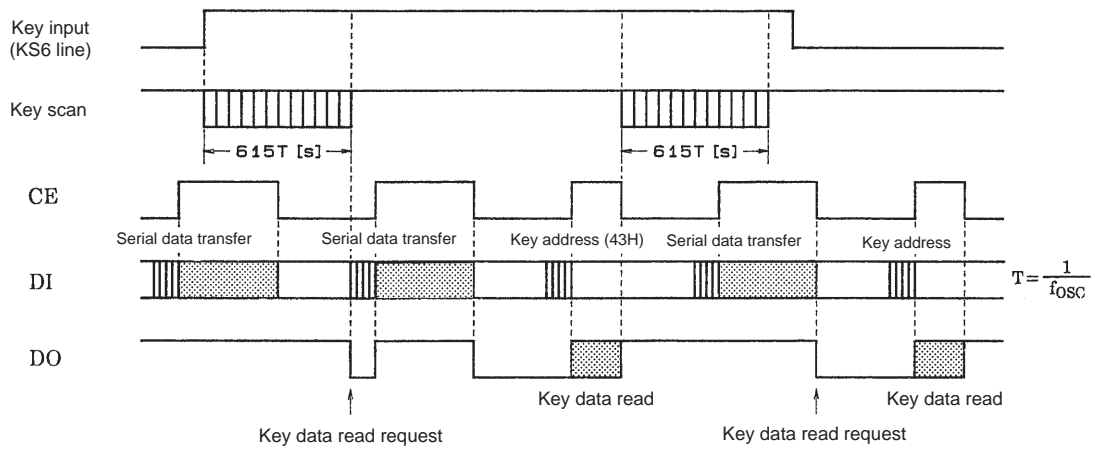 Key input
(KS6 line)
Key scan
615T [s]
615T [s]
CE
Serial data transfer
Serial data transfer
Key address (43H)
Serial data transfer
Key address
DI
T=1/fOSC
DO
Key data read
Key data read
Key data read request
Key data read request